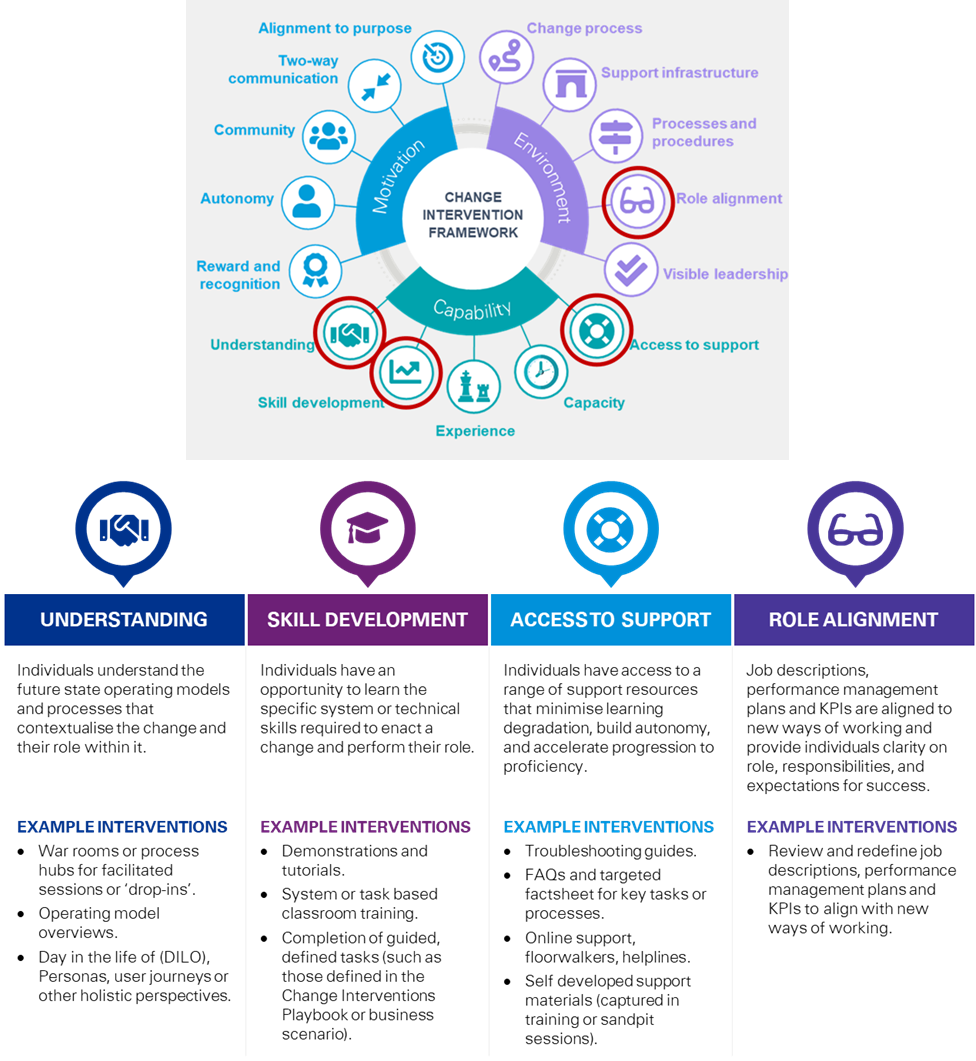 Alignment to purpose
Two-way
communication
Community
Autonomy
Reward and
recognition
Understanding
Skill development
Experience
Capacity
Access to support
Visible leadership
Role alignment
Processes and
procedures
Support infrastructure
Change process
Motivation
Environment
Capability
CHANGE
INTERVENTION
FRAMEWORK
UNDERSTANDING
Individuals understand the
future state operating models
and processes that
contextualise the change and
their role within it.
EXAMPLE INTERVENTIONS
• War rooms or process
hubs for facilitated
sessions or ‘drop-ins’.
• Operating model
overviews.
• Day in the life of (DILO),
Personas, user journeys or
other holistic perspectives.
SKILL DEVELOPMENT
Individuals have an
opportunity to learn the
specific system or technical
skills required to enact a
change and perform their role.
EXAMPLE INTERVENTIONS
• Demonstrations and
tutorials.
• System or task based
classroom training.
• Completion of guided,
defined tasks (such as
those defined in the
Change Interventions
Playbook or business
scenario).
ACCESS TO SUPPORT
Individuals have access to a
range of support resources
that minimise learning
degradation, build autonomy,
and accelerate progression to
proficiency.
EXAMPLE INTERVENTIONS
• Troubleshooting guides.
• FAQs and targeted
factsheet for key tasks or
processes.
• Online support,
floorwalkers, helplines.
• Self developed support
materials (captured in
training or sandpit
sessions).
ROLE ALIGNMENT
Job descriptions,
performance management
plans and KPIs are aligned to
new ways of working and
provide individuals clarity on
role, responsibilities, and
expectations for success.
EXAMPLE INTERVENTIONS
• Review and redefine job
descriptions, performance
management plans and
KPIs to align with new
ways of working.